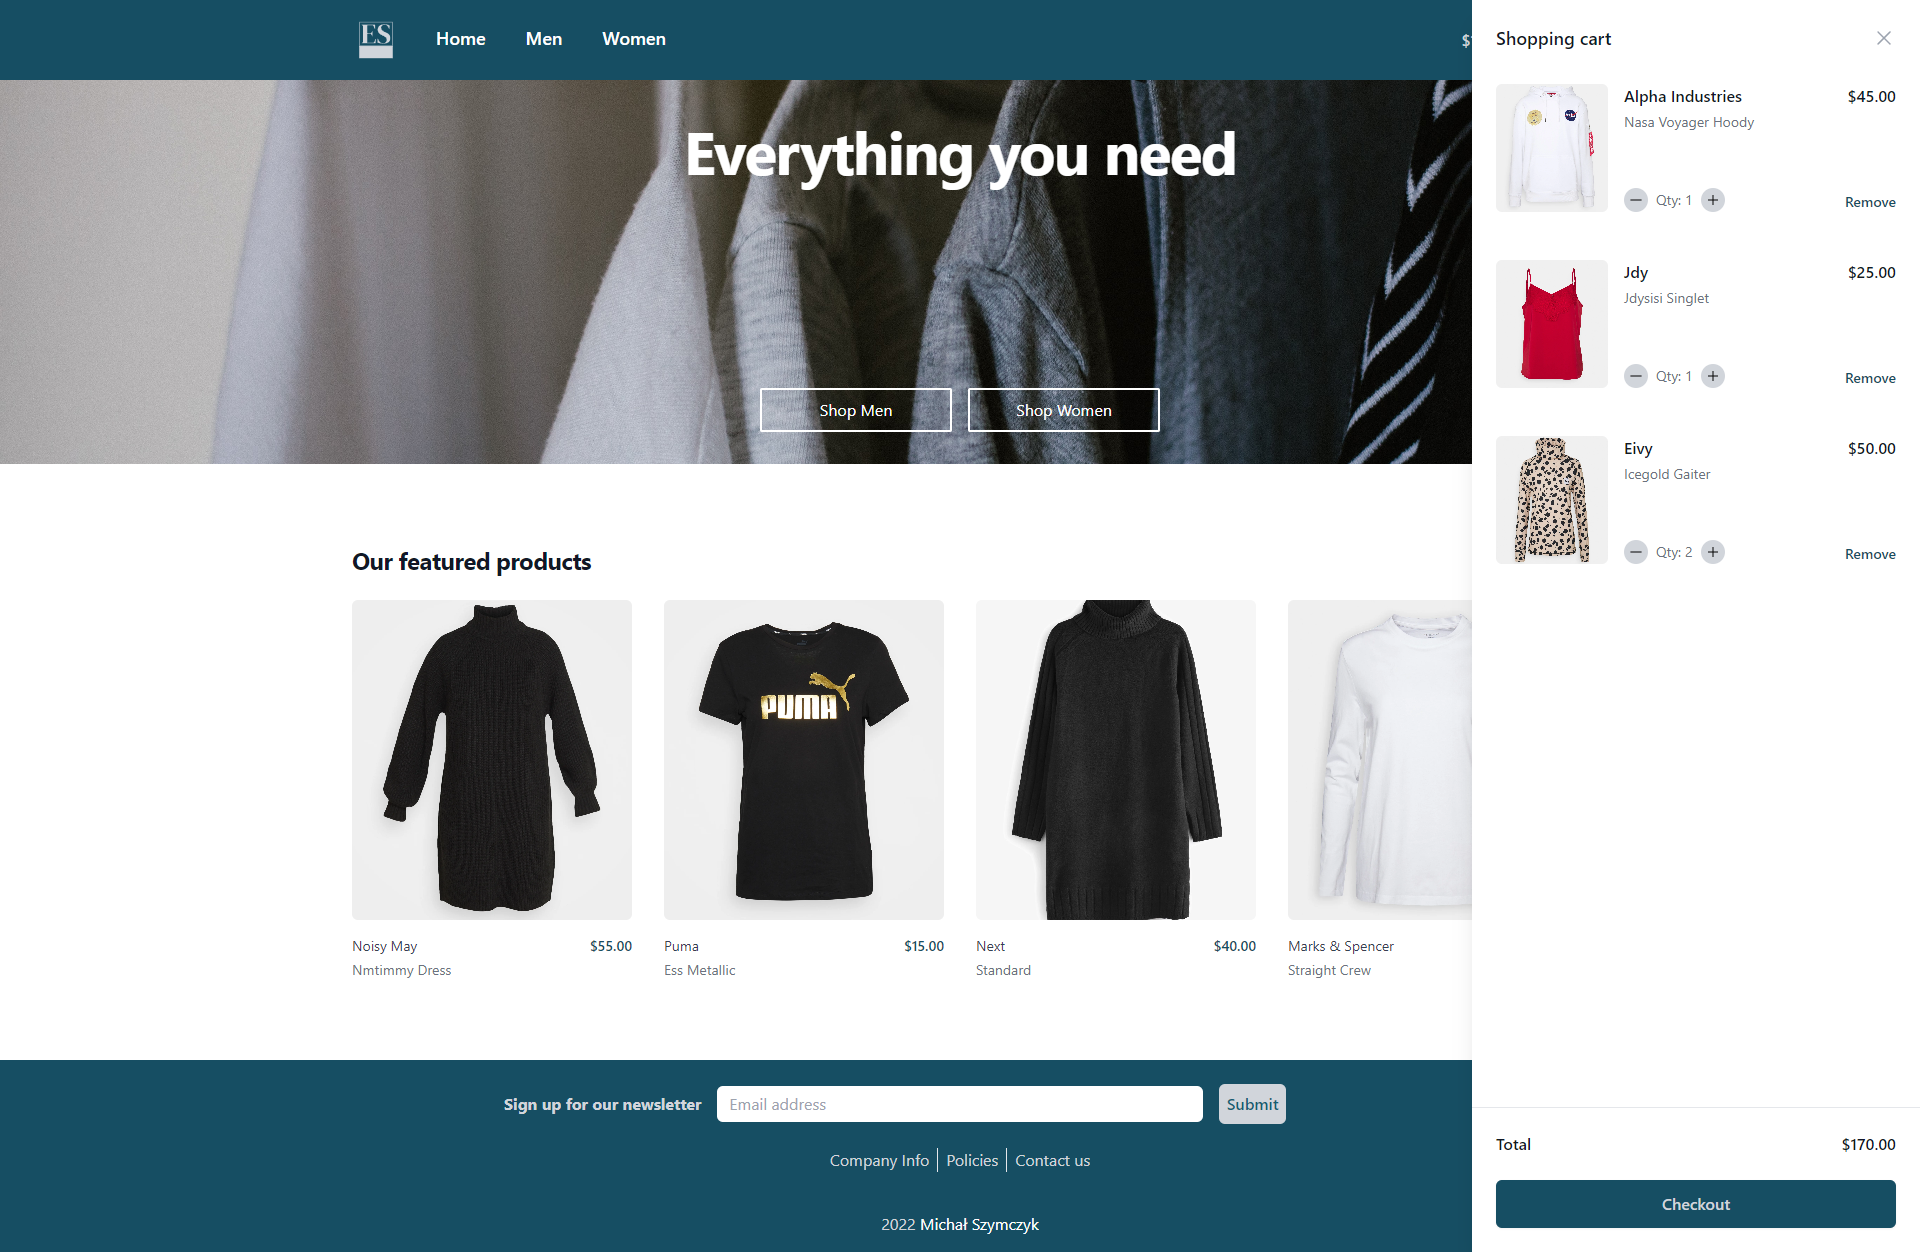 ES
Home
Men
Women
Everything you need
Shop Men
Shop Women
Our featured products
PUMA
Noisy May
$55.00
Nmtimmy Dress
Puma
$15.00
Ess Metallic
Next
$40.00
Standard
Marks & Spencer
Straight Crew
Sign up for our newsletter
Email address
Submit
Company Info
Policies
Contact us
2022 Michał Szymczyk
Shopping cart
Alpha Industries
$45.00
Nasa Voyager Hoody
Qty: 1
Remove
Jdy
$25.00
Jdysisi Singlet
Qty: 1
Remove
Eivy
$50.00
Icegold Gaiter
Qty: 2
Remove
Total
$170.00
Checkout